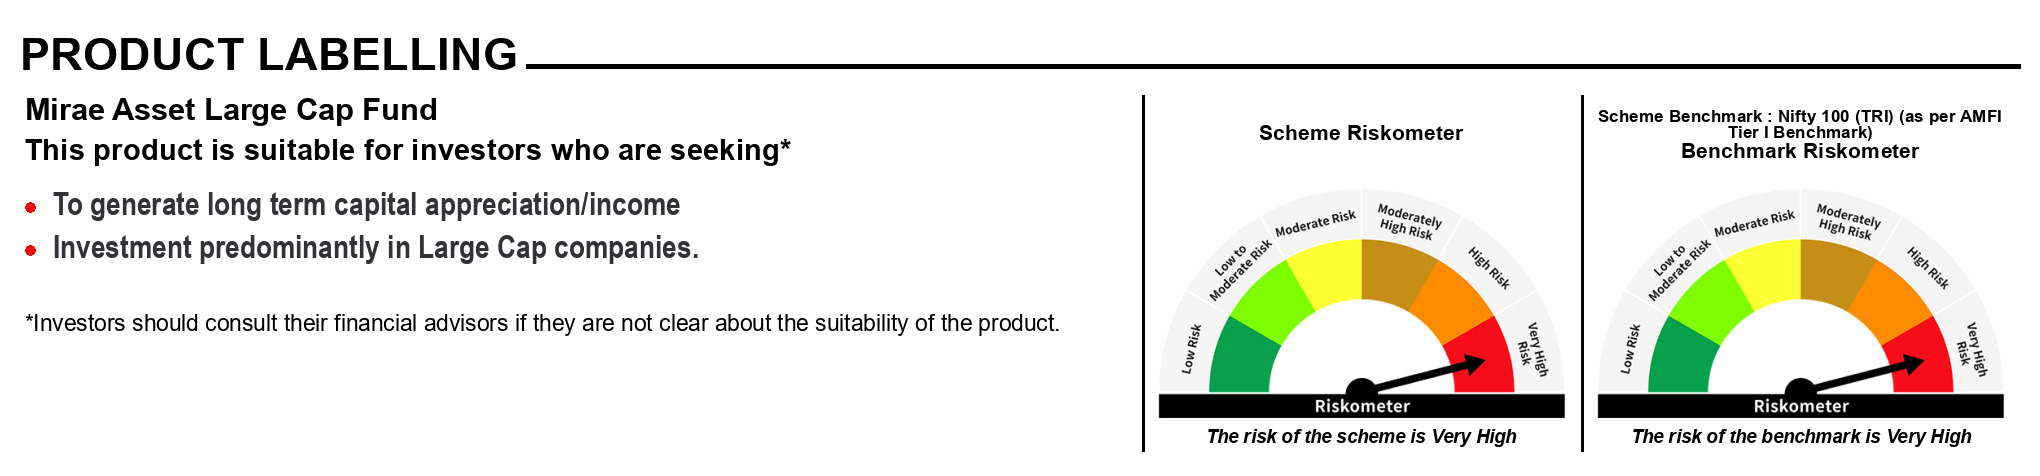 PRODUCT LABELLING
Mirae Asset Large Cap Fund
This product is suitable for investors who are seeking*
• To generate long term capital appreciation/income
• Investment predominantly in Large Cap companies.
*Investors should consult their financial advisors if they are not clear about the suitability of the product.
Scheme Riskometer
Low Risk
Low to
Moderate Risk
Moderate Risk
Moderately
High Risk
High Risk
Very High
Risk
Riskometer
The risk of the scheme is Very High
Scheme Benchmark : Nifty 100 (TRI) (as per AMFI
Tier I Benchmark)
Benchmark Riskometer
Low Risk
Low to
Moderate Risk
Moderate Risk
Moderately
High Risk
High Risk
Very High
Risk
Riskometer
The risk of the benchmark is Very High